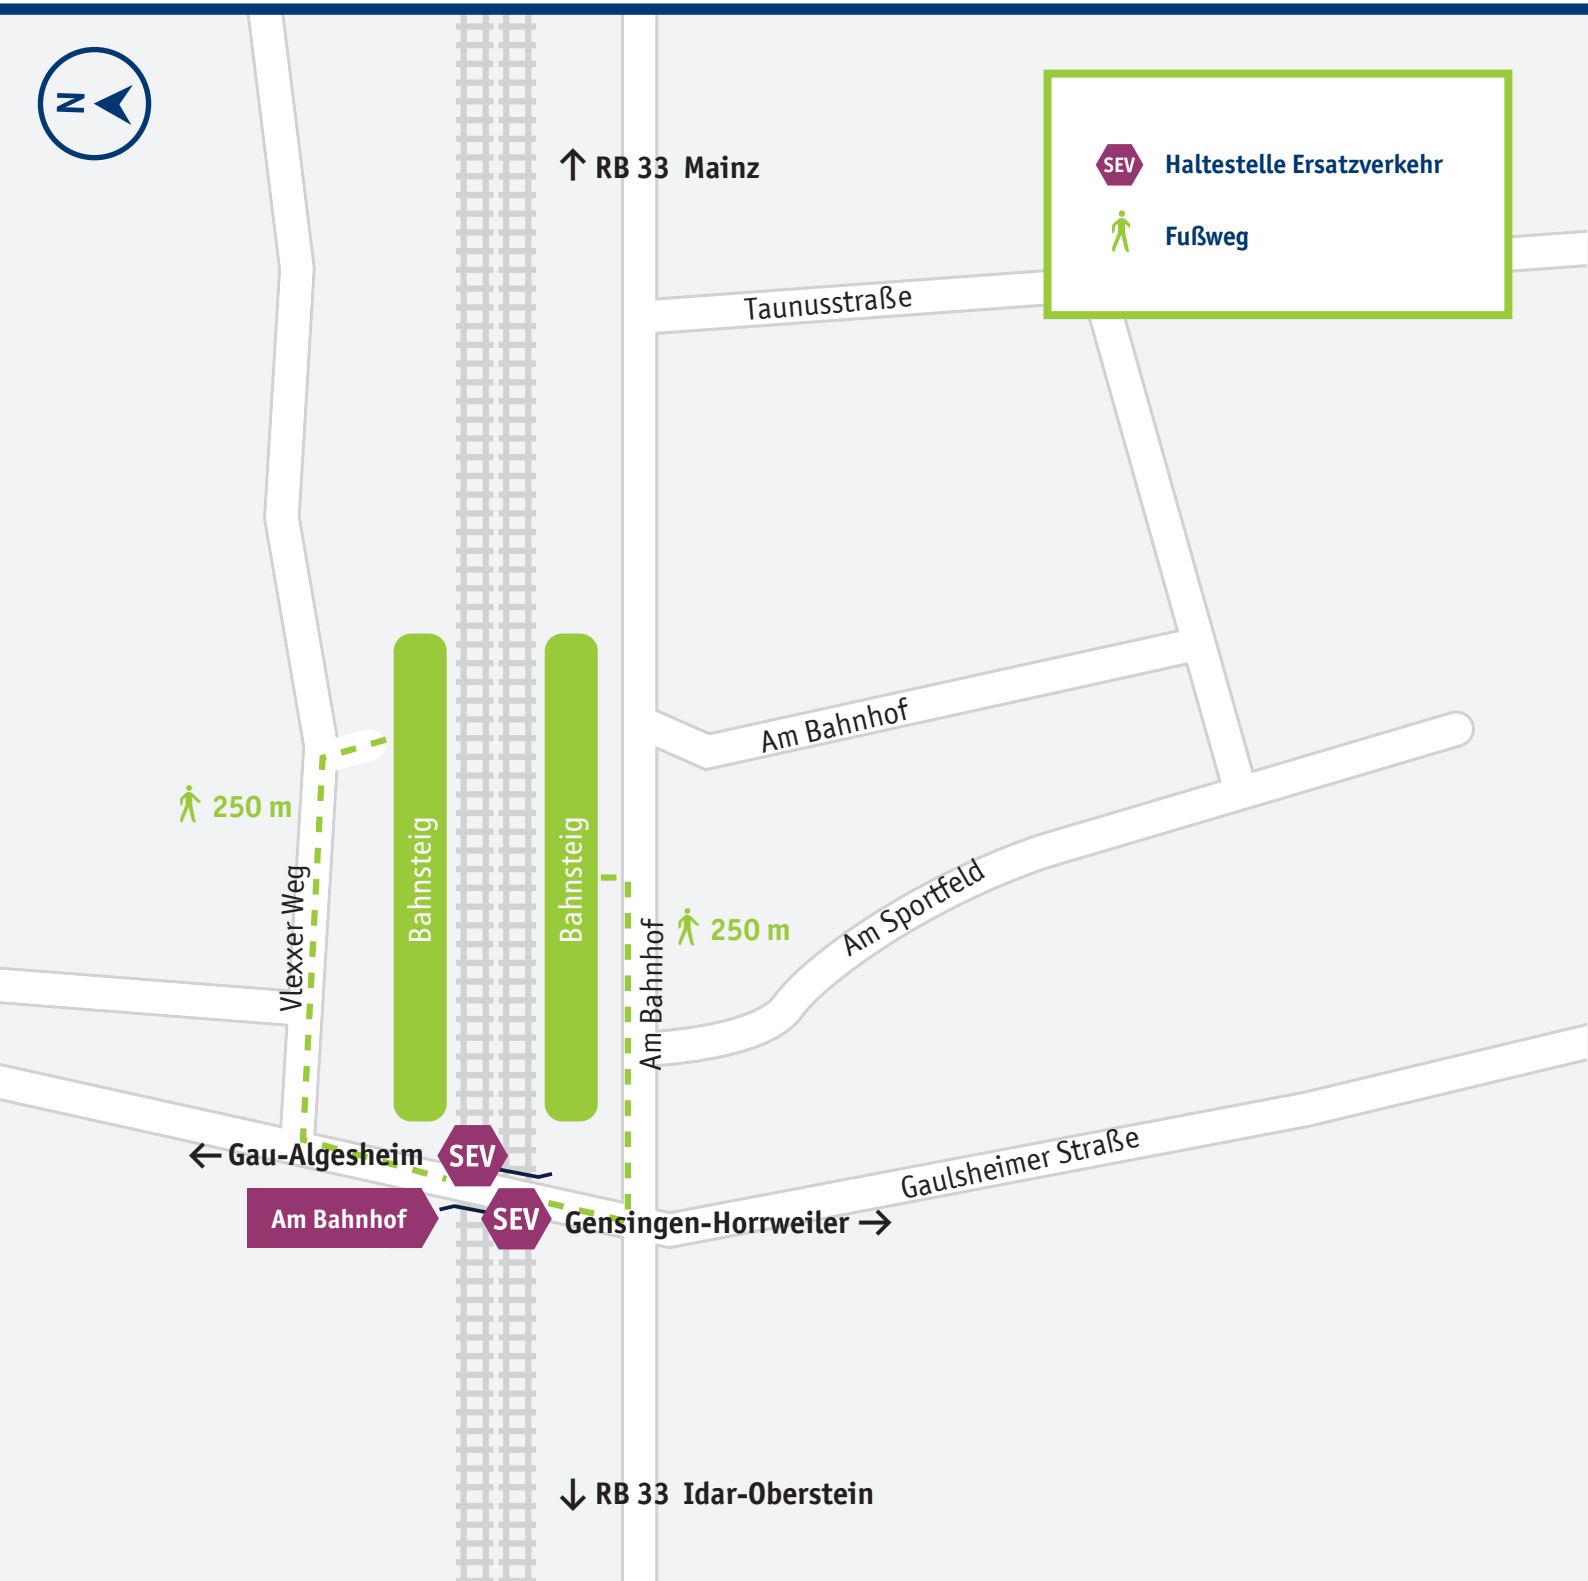 N
RB 33 Mainz
SEV Haltestelle Ersatzverkehr
Fußweg
Taunusstraße
Am Bahnhof
250 m
Bahnsteig
Bahnsteig
Vlexxer Weg
Am Bahnhof
250 m
Am Sportfeld
Gau-Algesheim
SEV
Gaulsheimer Straße
Am Bahnhof
SEV
Gensingen-Horrweiler
RB 33 Idar-Oberstein